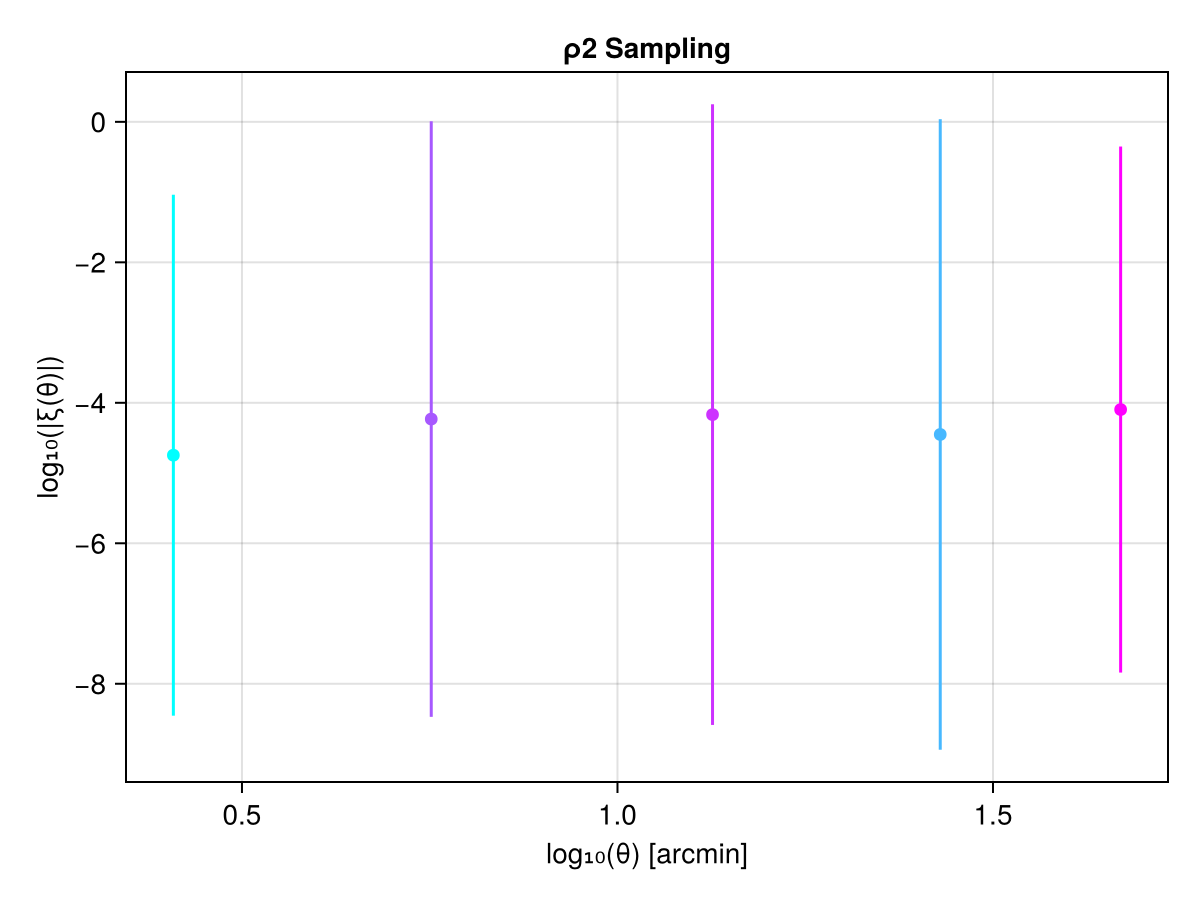 ρ2 Sampling
0
−2
−4
−6
−8
log₁₀(|ξ(θ)|)
0.5
1.0
1.5
log₁₀(θ) [arcmin]